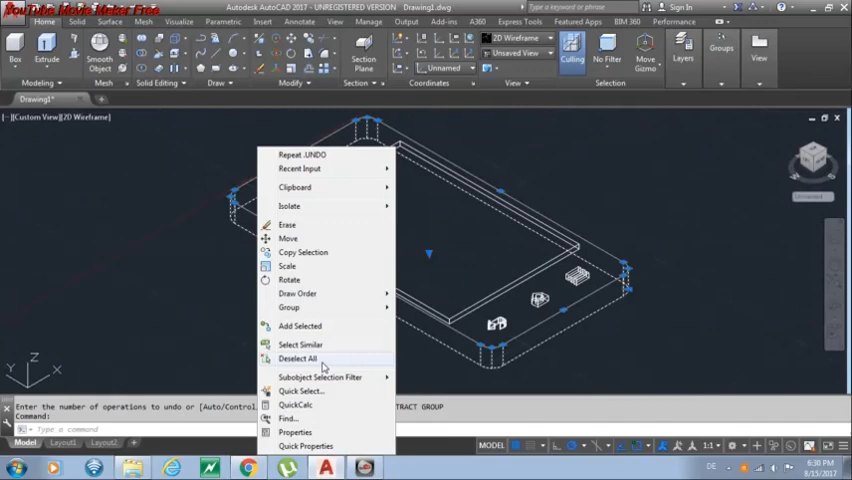 YouTube Movie Maker Free
Autodesk AutoCAD 2017 - UNREGISTERED VERSION Drawing1.dwg
Type a keyword or phrase
Sign In
Home Solid Surface Mesh Visualize Parametric Insert Annotate View Manage Output Add-ins A360 Express Tools Featured Apps BIM 360 Performance
Box
Extrude
Smooth
Object
Section
Plane
2D Wireframe
Unsaved View
Unnamed
Culling
No Filter
Move
Gizmo
Layers
Groups
View
Modeling
Mesh
Solid Editing
Draw
Modify
Section
Coordinates
View
Selection
Drawing1*
[−][Custom View][2D Wireframe]
Unnamed
Repeat .UNDO
Recent Input
Clipboard
Isolate
Erase
Move
Copy Selection
Scale
Rotate
Draw Order
Group
Add Selected
Select Similar
Deselect All
Subobject Selection Filter
Quick Select...
QuickCalc
Find...
Properties
Quick Properties
Z
Y
X
Enter the number of operations to undo or [Auto/Control
TRACT GROUP
Command:
Type a command
Model Layout1 Layout2
MODEL
1:1
DE
6:30 PM
8/15/2017